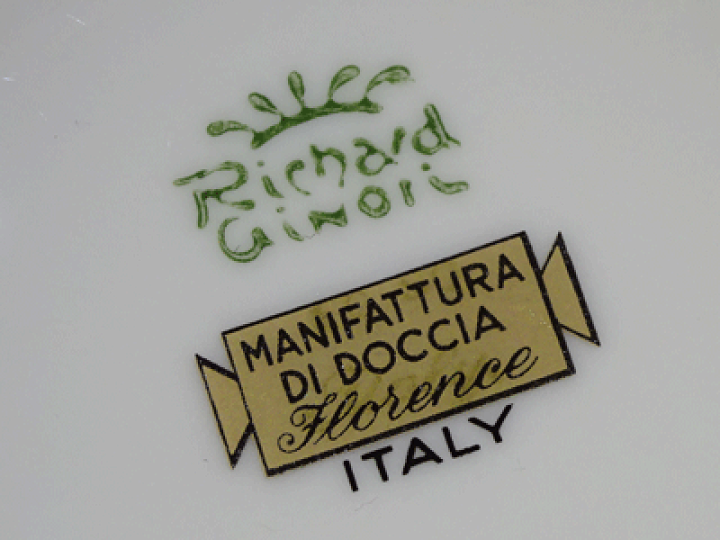 Richard
Ginori
MANIFATTURA
DI DOCCIA
Florence
ITALY